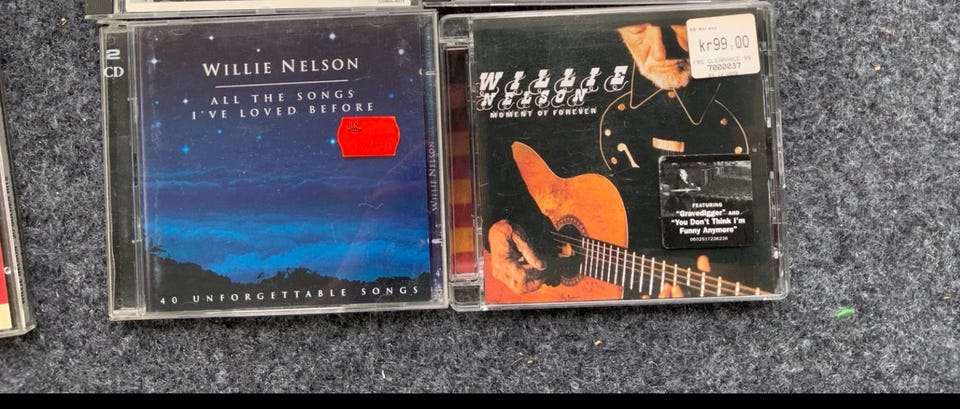 2
CD
WILLIE NELSON
ALL THE SONGS
I'VE LOVED BEFORE
WILLIE NELSON
40 UNFORGETTABLE SONGS
WILLIE
NELSON
MOMENT OF FOREVER
kr99,00
7000037
FEATURING
"Gravedigger" AND
"You Don't Think I'm
Funny Anymore"
0602517236226